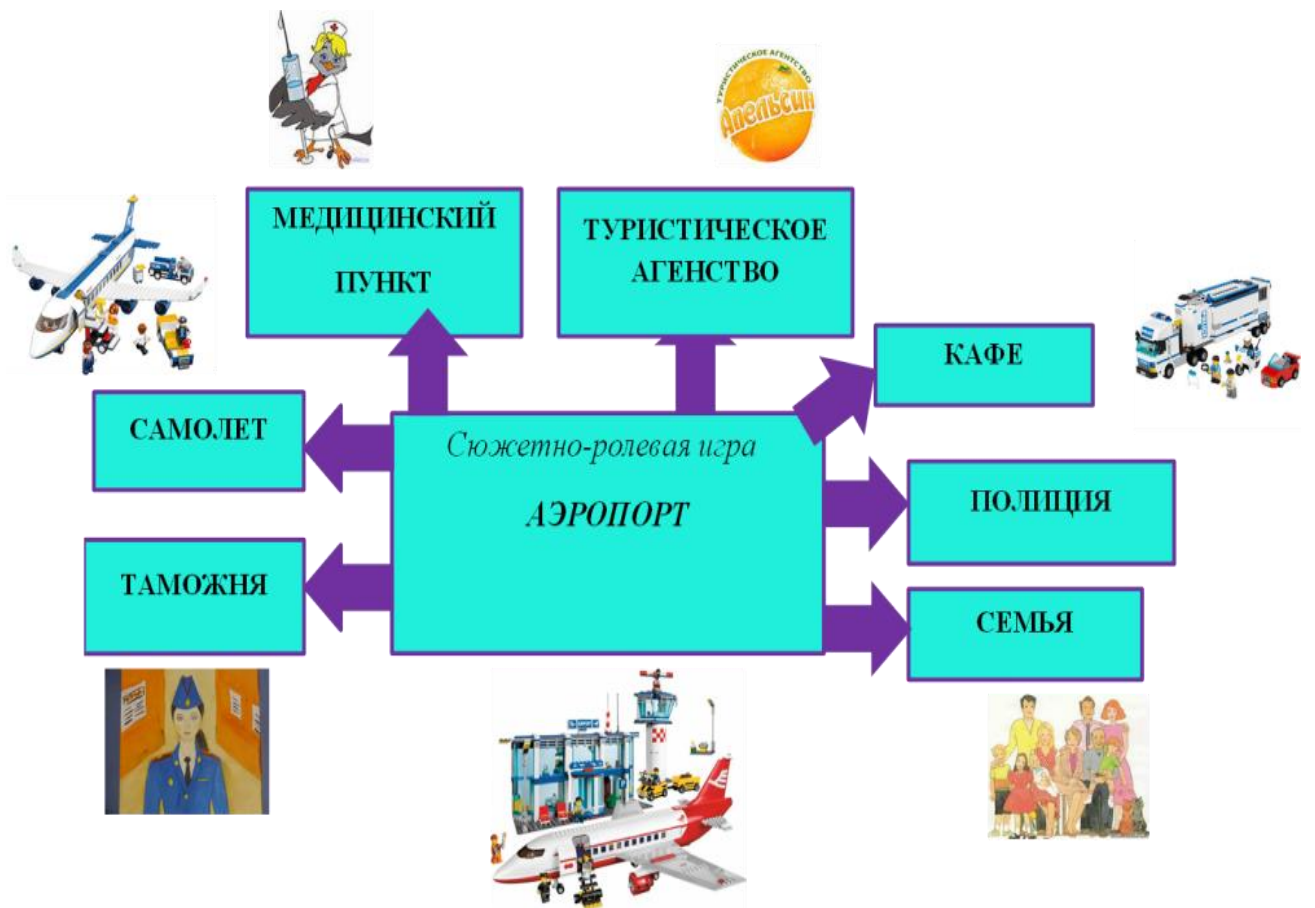 ТУРИСТИЧЕСКОЕ АГЕНТСТВО
Апельсин
МЕДИЦИНСКИЙ
ПУНКТ
ТУРИСТИЧЕСКОЕ
АГЕНСТВО
КАФЕ
САМОЛЕТ
Сюжетно-ролевая игра
АЭРОПОРТ
ПОЛИЦИЯ
ТАМОЖНЯ
СЕМЬЯ